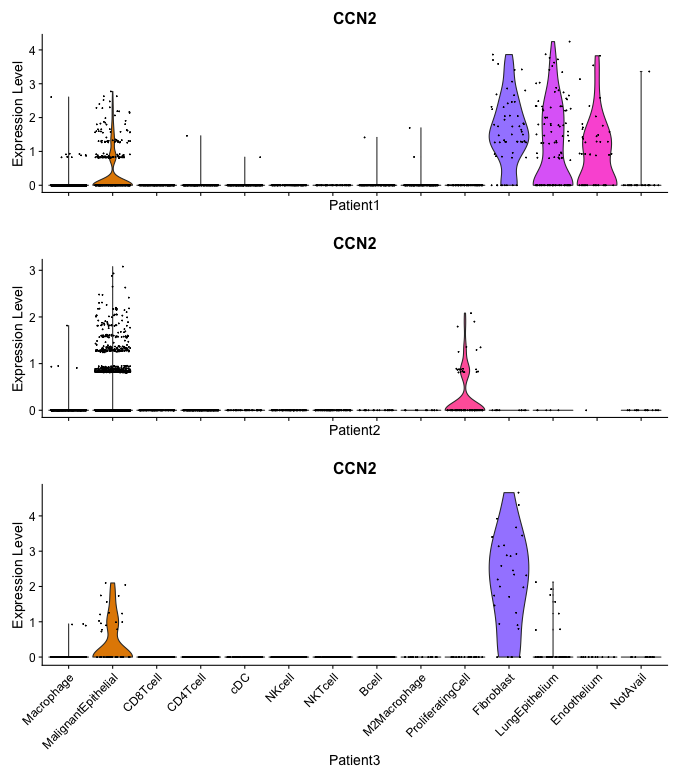 CCN2
Expression Level
4
3
2
1
0
Patient1
CCN2
Expression Level
3
2
1
0
Patient2
CCN2
Expression Level
4
3
2
1
0
Macrophage
MalignantEpithelial
CD8Tcell
CD4Tcell
cDC
NKcell
NKTcell
Bcell
M2Macrophage
ProliferatingCell
Fibroblast
LungEpithelium
Endothelium
NotAvail
Patient3